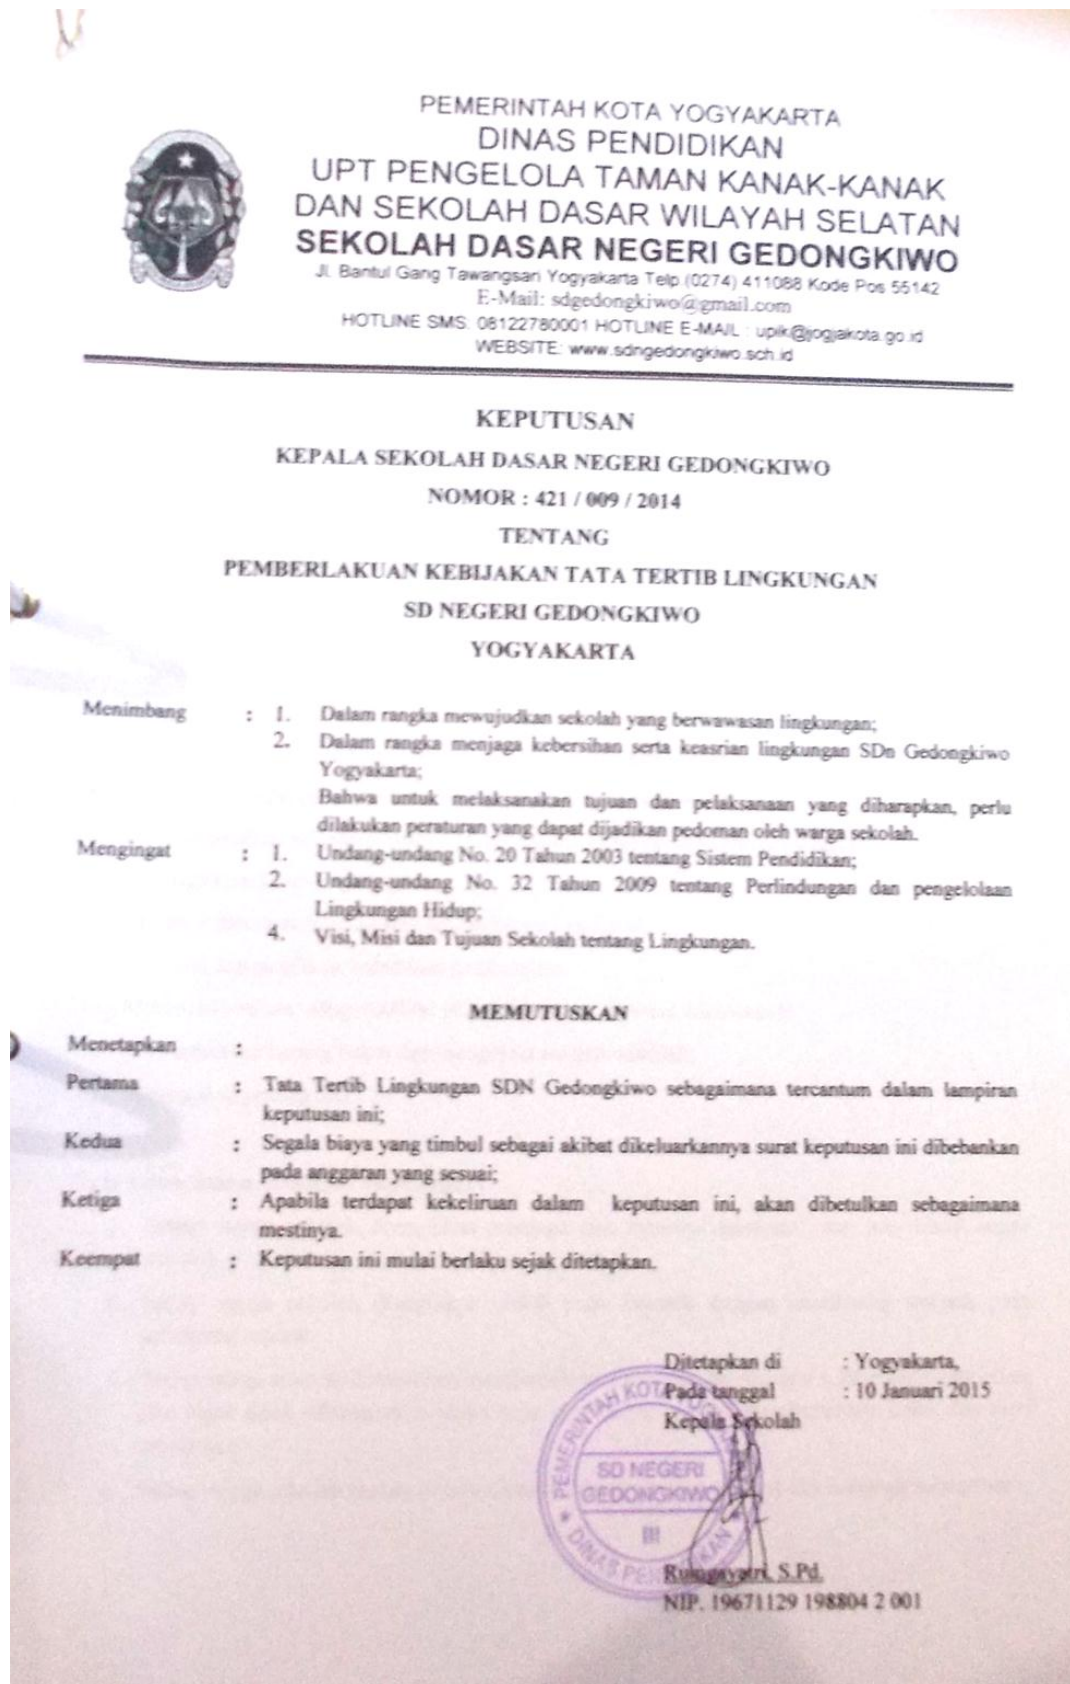 PEMERINTAH KOTA YOGYAKARTA
DINAS PENDIDIKAN
UPT PENGELOLA TAMAN KANAK-KANAK
DAN SEKOLAH DASAR WILAYAH SELATAN
SEKOLAH DASAR NEGERI GEDONGKIWO
Jl. Bantul Gang Tawangsari Yogyakarta Telp.(0274) 411088 Kode Pos 55142
E-Mail: sdgedongkiwo@gmail.com
HOTLINE SMS: 08122780001 HOTLINE E-MAIL : upik@jogjakota.go.id
WEBSITE: www.sdngedongkiwo.sch.id
KEPUTUSAN
KEPALA SEKOLAH DASAR NEGERI GEDONGKIWO
NOMOR : 421 / 009 / 2014
TENTANG
PEMBERLAKUAN KEBIJAKAN TATA TERTIB LINGKUNGAN
SD NEGERI GEDONGKIWO
YOGYAKARTA
Menimbang : 1. Dalam rangka mewujudkan sekolah yang berwawasan lingkungan;
2. Dalam rangka menjaga kebersihan serta keasrian lingkungan SDn Gedongkiwo
Yogyakarta;
Bahwa untuk melaksanakan tujuan dan pelaksanaan yang diharapkan, perlu
dilakukan peraturan yang dapat dijadikan pedoman oleh warga sekolah.
Mengingat : 1. Undang-undang No. 20 Tahun 2003 tentang Sistem Pendidikan;
2. Undang-undang No. 32 Tahun 2009 tentang Perlindungan dan pengelolaan
Lingkungan Hidup;
4. Visi, Misi dan Tujuan Sekolah tentang Lingkungan.
MEMUTUSKAN
Menetapkan :
Pertama : Tata Tertib Lingkungan SDN Gedongkiwo sebagaimana tercantum dalam lampiran
keputusan ini;
Kedua : Segala biaya yang timbul sebagai akibat dikeluarkannya surat keputusan ini dibebankan
pada anggaran yang sesuai;
Ketiga : Apabila terdapat kekeliruan dalam keputusan ini, akan dibetulkan sebagaimana
mestinya.
Keempat : Keputusan ini mulai berlaku sejak ditetapkan.
Ditetapkan di : Yogyakarta,
Pada tanggal : 10 Januari 2015
Kepala Sekolah
PEMERINTAH KOTA
SD NEGERI
GEDONGKIWO
III
DINAS PENDIDIKAN
S.Pd.
NIP. 19671129 198804 2 001